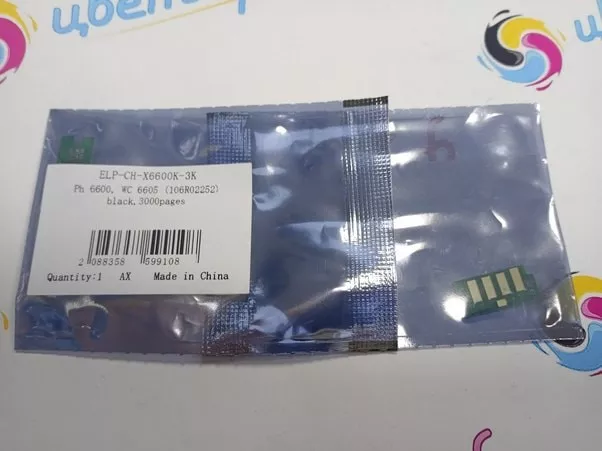 цветной
ELP-CH-X6600K-3K
Ph 6600, WC 6605 (106R02252)
black.3000pages
2 088358 599108
Quantity:1 AX Made in China